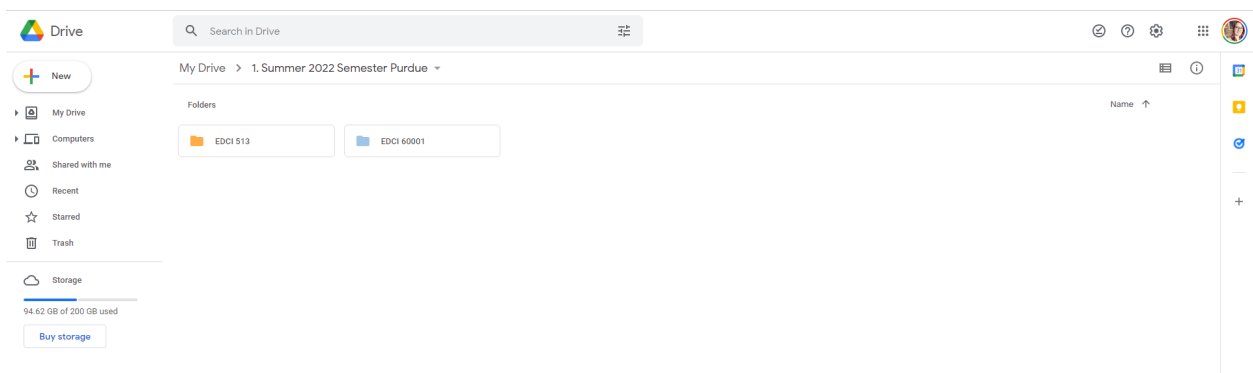 Drive
Search in Drive
New
My Drive > 1. Summer 2022 Semester Purdue
My Drive
Computers
Shared with me
Recent
Starred
Trash
Storage
94.62 GB of 200 GB used
Buy storage
Folders
Name
EDCI 513
EDCI 60001
31